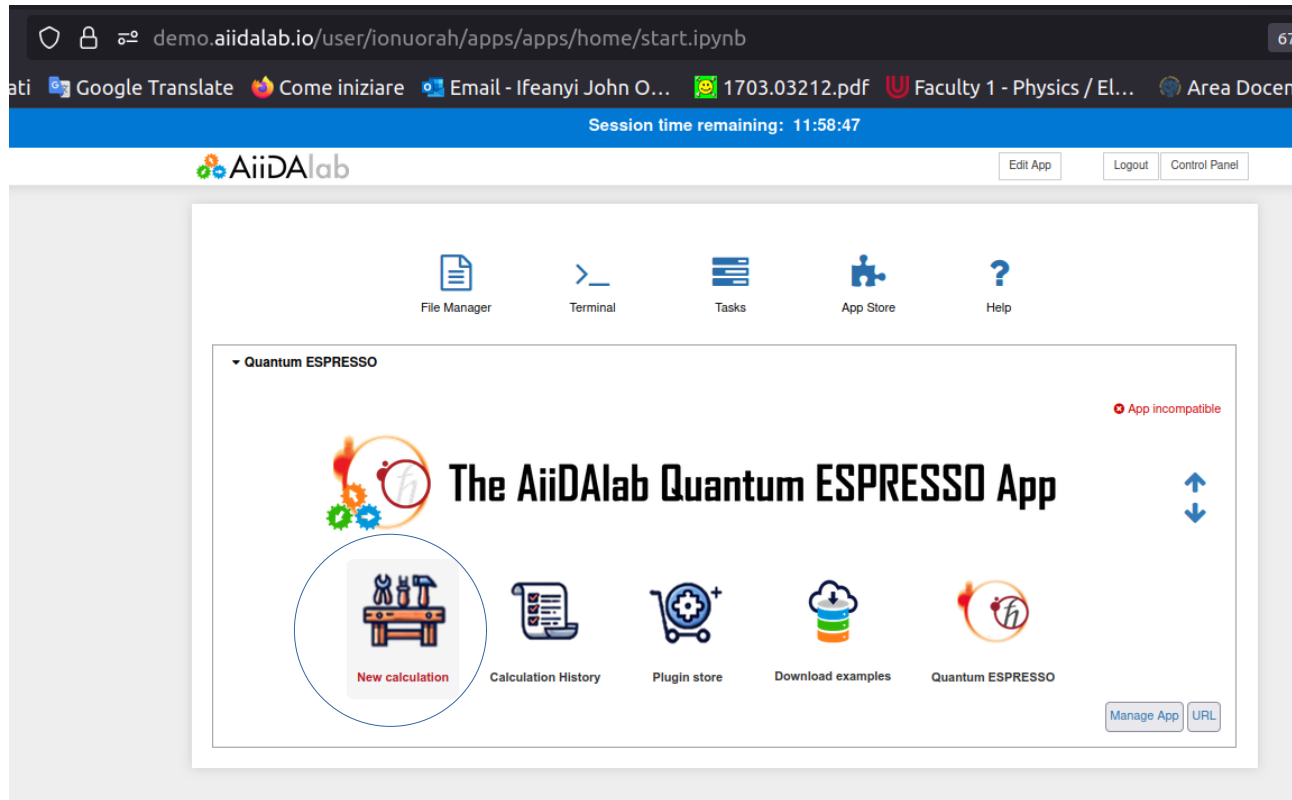 demo.aiidalab.io/user/ionuorah/apps/apps/home/start.ipynb 67
ati Google Translate Come iniziare Email - Ifeanyi John O... 1703.03212.pdf Faculty 1 - Physics / El... Area Docen
Session time remaining: 11:58:47
AiiDAlab Edit App Logout Control Panel
File Manager Terminal Tasks App Store Help
Quantum ESPRESSO
App incompatible
The AiiDAlab Quantum ESPRESSO App
New calculation Calculation History Plugin store Download examples Quantum ESPRESSO
Manage App URL